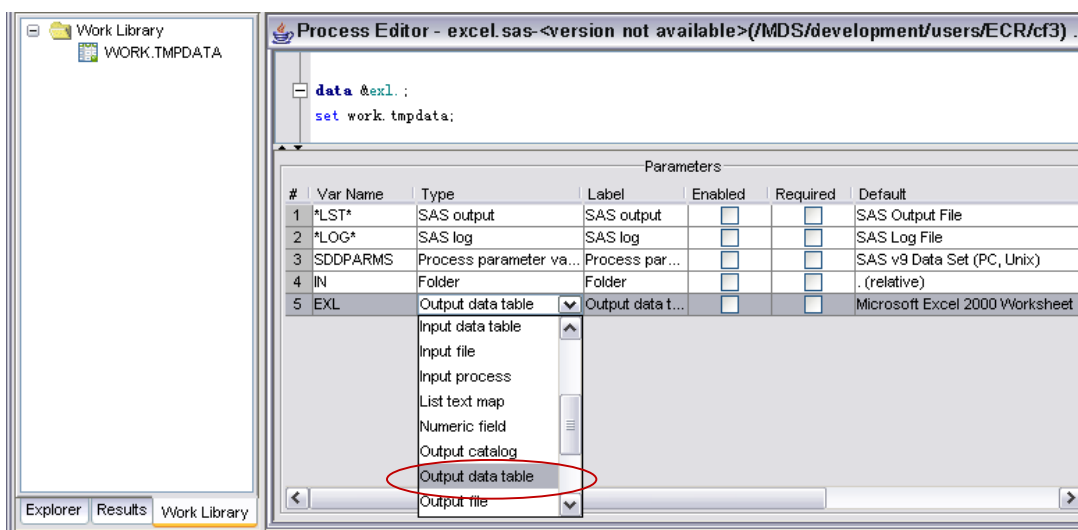 Work Library
WORK.TMPDATA
Explorer Results Work Library
Process Editor - excel.sas-<version not available>(/MDS/development/users/ECR/cf3) .
data &exl.;
set work.tmpdata;
Parameters
# Var Name Type Label Enabled Required Default
1 *LST* SAS output SAS output SAS Output File
2 *LOG* SAS log SAS log SAS Log File
3 SDDPARMS Process parameter va... Process par... SAS v9 Data Set (PC, Unix)
4 IN Folder Folder . (relative)
5 EXL Output data table Output data t... Microsoft Excel 2000 Worksheet
Input data table
Input file
Input process
List text map
Numeric field
Output catalog
Output data table
Output file